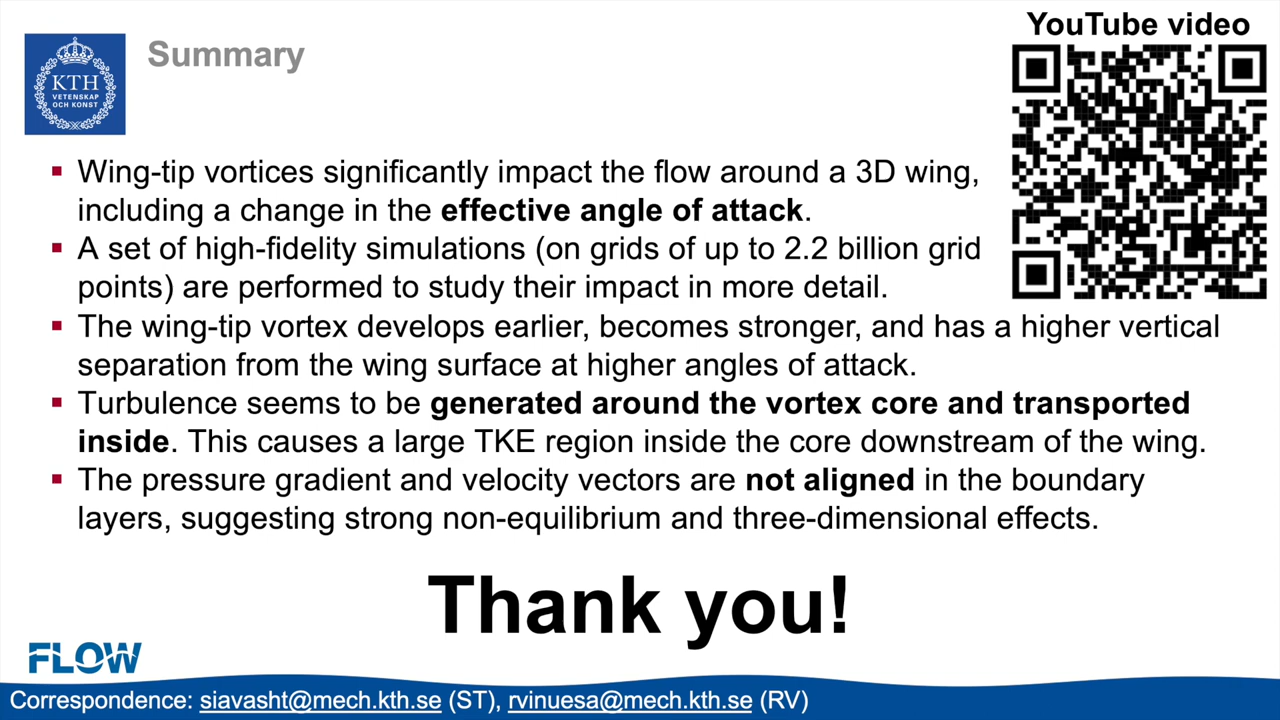 YouTube video
KTH
VETENSKAP
OCH KONST
Summary
▪ Wing-tip vortices significantly impact the flow around a 3D wing,
including a change in the effective angle of attack.
▪ A set of high-fidelity simulations (on grids of up to 2.2 billion grid
points) are performed to study their impact in more detail.
▪ The wing-tip vortex develops earlier, becomes stronger, and has a higher vertical
separation from the wing surface at higher angles of attack.
▪ Turbulence seems to be generated around the vortex core and transported
inside. This causes a large TKE region inside the core downstream of the wing.
▪ The pressure gradient and velocity vectors are not aligned in the boundary
layers, suggesting strong non-equilibrium and three-dimensional effects.
Thank you!
FLOW
Correspondence: siavasht@mech.kth.se (ST), rvinuesa@mech.kth.se (RV)